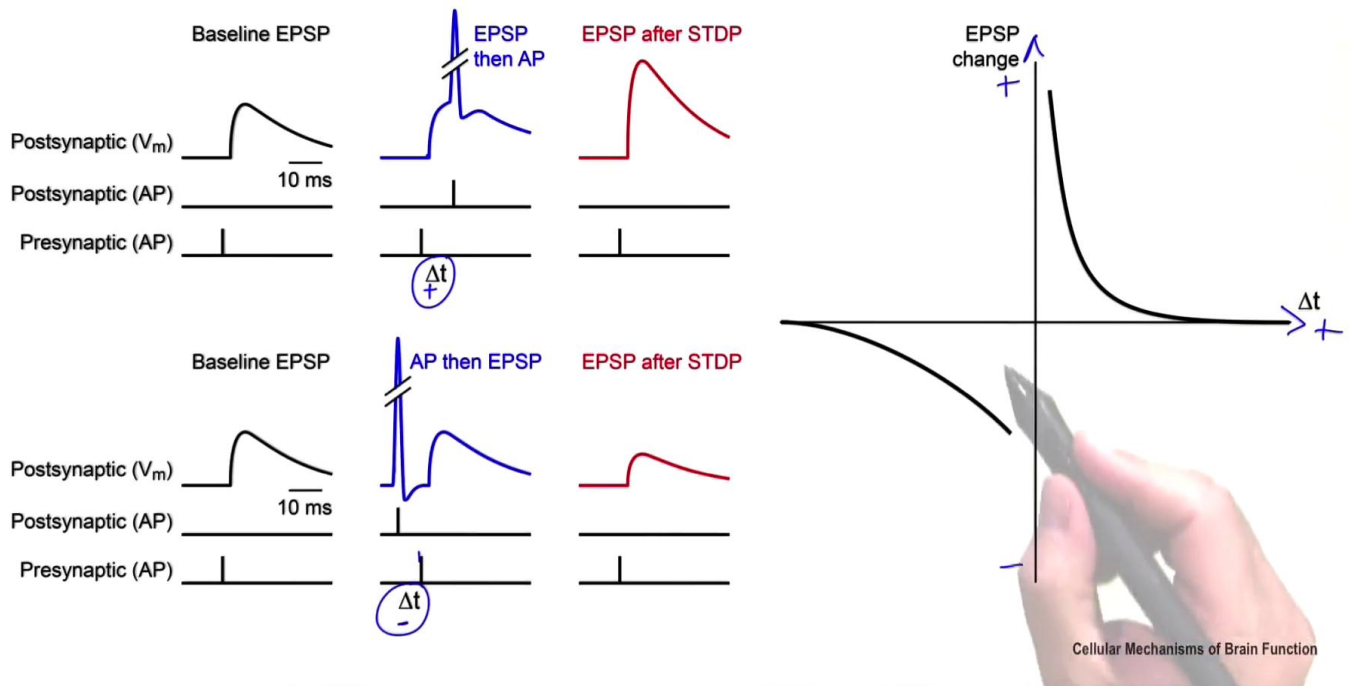 Baseline EPSP
EPSP
then AP
EPSP after STDP
Postsynaptic (Vm)
10 ms
Postsynaptic (AP)
Presynaptic (AP)
Δt
+
Baseline EPSP
AP then EPSP
EPSP after STDP
Postsynaptic (Vm)
10 ms
Postsynaptic (AP)
Presynaptic (AP)
Δt
-
EPSP
change
+
Δt
+
-
Cellular Mechanisms of Brain Function